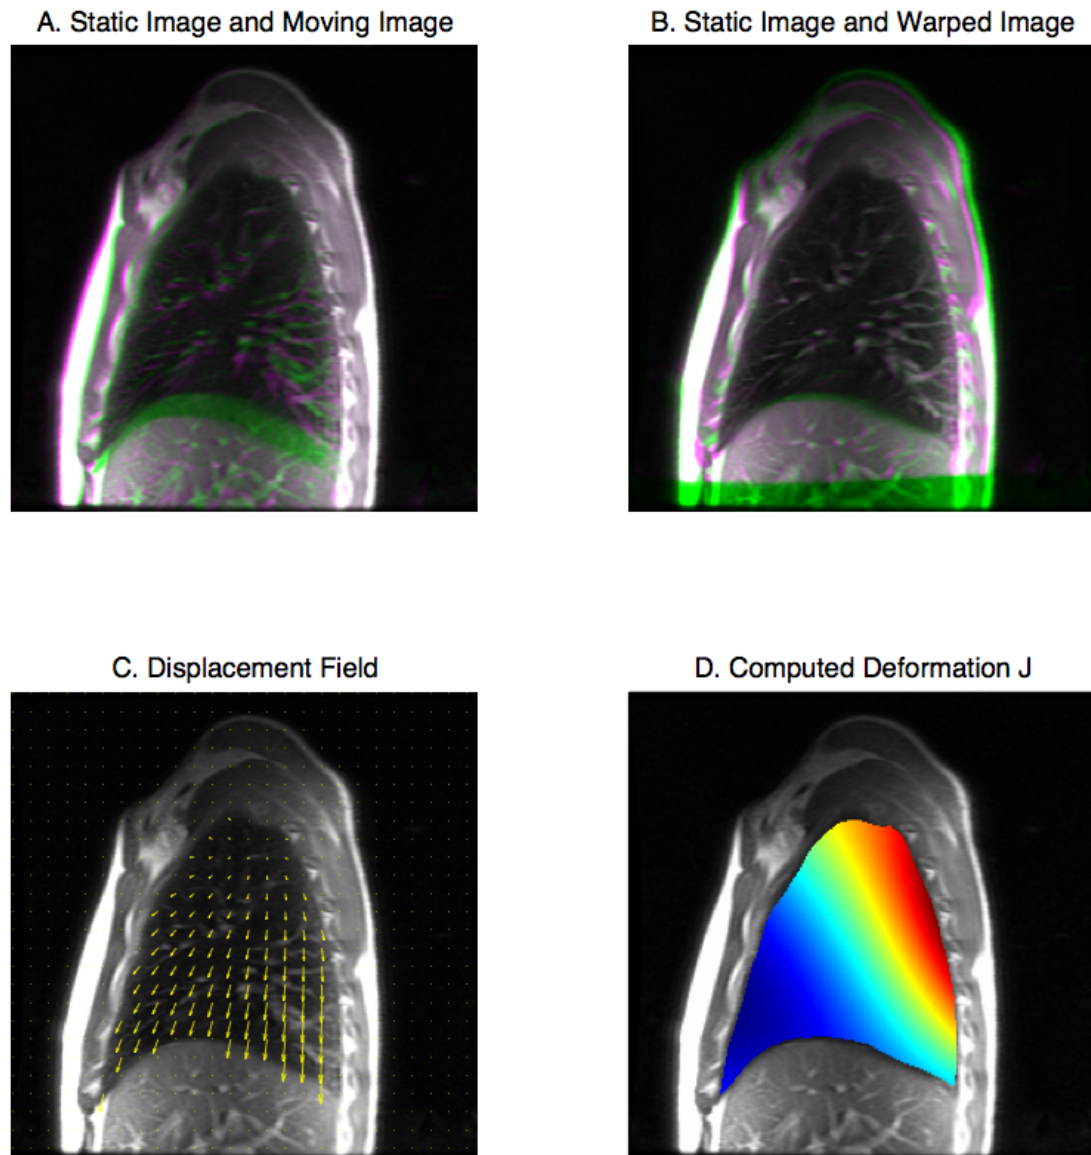 A. Static Image and Moving Image
B. Static Image and Warped Image
C. Displacement Field
D. Computed Deformation J